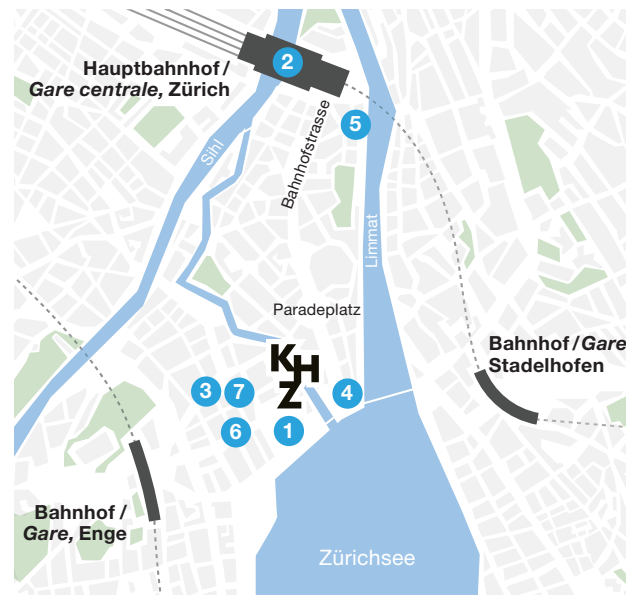 Hauptbahnhof /
Gare centrale, Zürich
2
5
Bahnhofstrasse
Sihl
Limmat
Paradeplatz
Bahnhof / Gare
Stadelhofen
KHZ
3
7
4
6
1
Bahnhof /
Gare, Enge
Zürichsee